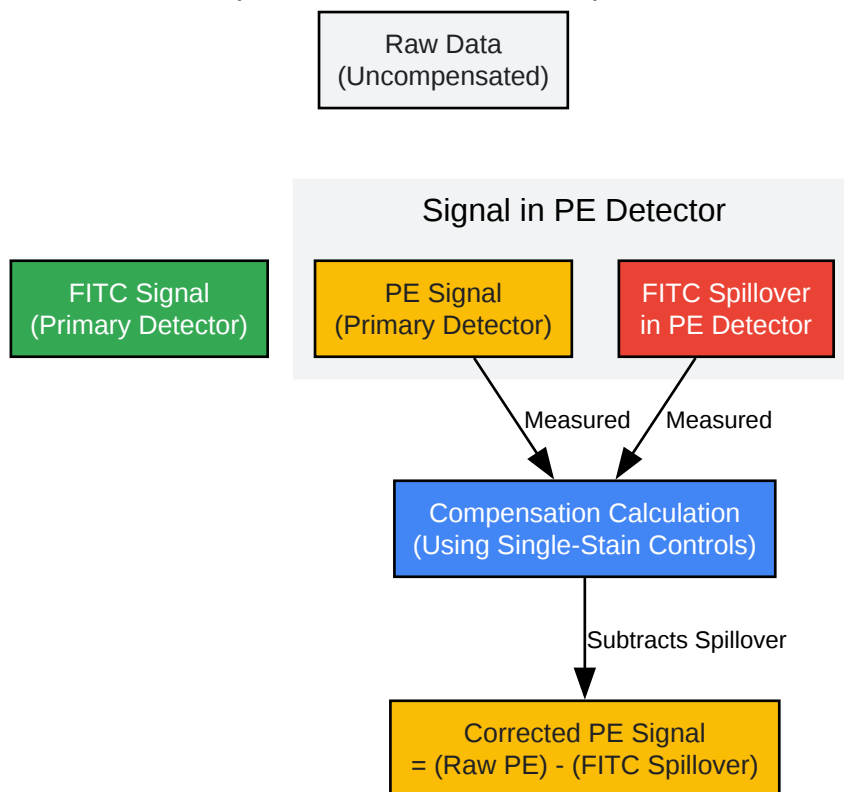 Raw Data
(Uncompensated)
Signal in PE Detector
FITC Signal
(Primary Detector)
PE Signal
(Primary Detector)
FITC Spillover
in PE Detector
Measured
Measured
Compensation Calculation
(Using Single-Stain Controls)
Subtracts Spillover
Corrected PE Signal
= (Raw PE) - (FITC Spillover)